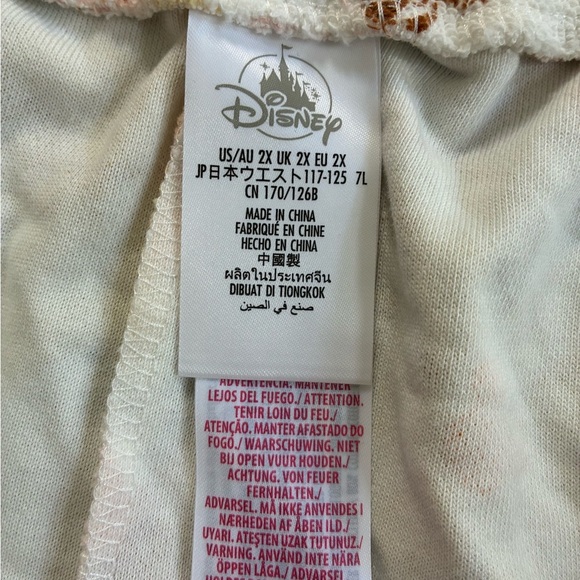 Disney
US/AU 2X UK 2X EU 2X
JP日本ウエスト117-125 7L
CN 170/126B
MADE IN CHINA
FABRIQUÉ EN CHINE
HECHO EN CHINA
中國製
ผลิตในประเทศจีน
DIBUAT DI TIONGKOK
صنع في الصين
ADVERTENCIA. MANTENER
LEJOS DEL FUEGO./ ATTENTION.
TENIR LOIN DU FEU./
ATENÇÃO. MANTER AFASTADO DO
FOGO./ WAARSCHUWING. NIET
BIJ OPEN VUUR HOUDEN./
ACHTUNG. VON FEUER
FERNHALTEN./
ADVARSEL. MÅ IKKE ANVENDES I
NÆRHEDEN AF ÅBEN ILD./
UYARI. ATEŞTEN UZAK TUTUNUZ./
VARNING. ANVÄND INTE NÄRA
ÖPPEN LÅGA./ ADVARSEL